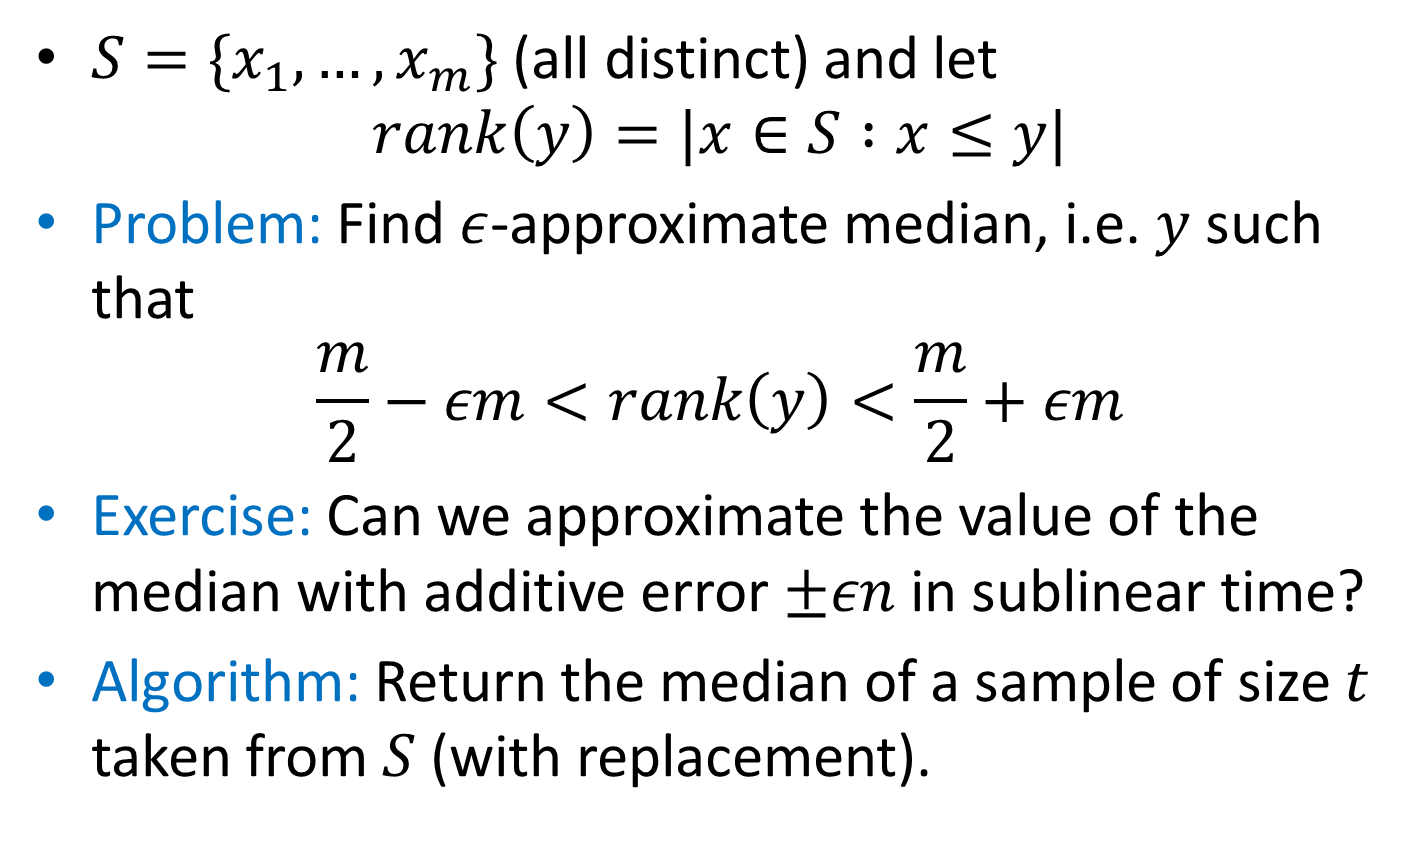 • 𝑆 = {𝑥₁, … , 𝑥ₘ} (all distinct) and let
𝑟𝑎𝑛𝑘(𝑦) = |𝑥 ∈ 𝑆 : 𝑥 ≤ 𝑦|
• Problem: Find 𝜖-approximate median, i.e. 𝑦 such
that
𝑚/2 − 𝜖𝑚 < 𝑟𝑎𝑛𝑘(𝑦) < 𝑚/2 + 𝜖𝑚
• Exercise: Can we approximate the value of the
median with additive error ±𝜖𝑛 in sublinear time?
• Algorithm: Return the median of a sample of size 𝑡
taken from 𝑆 (with replacement).